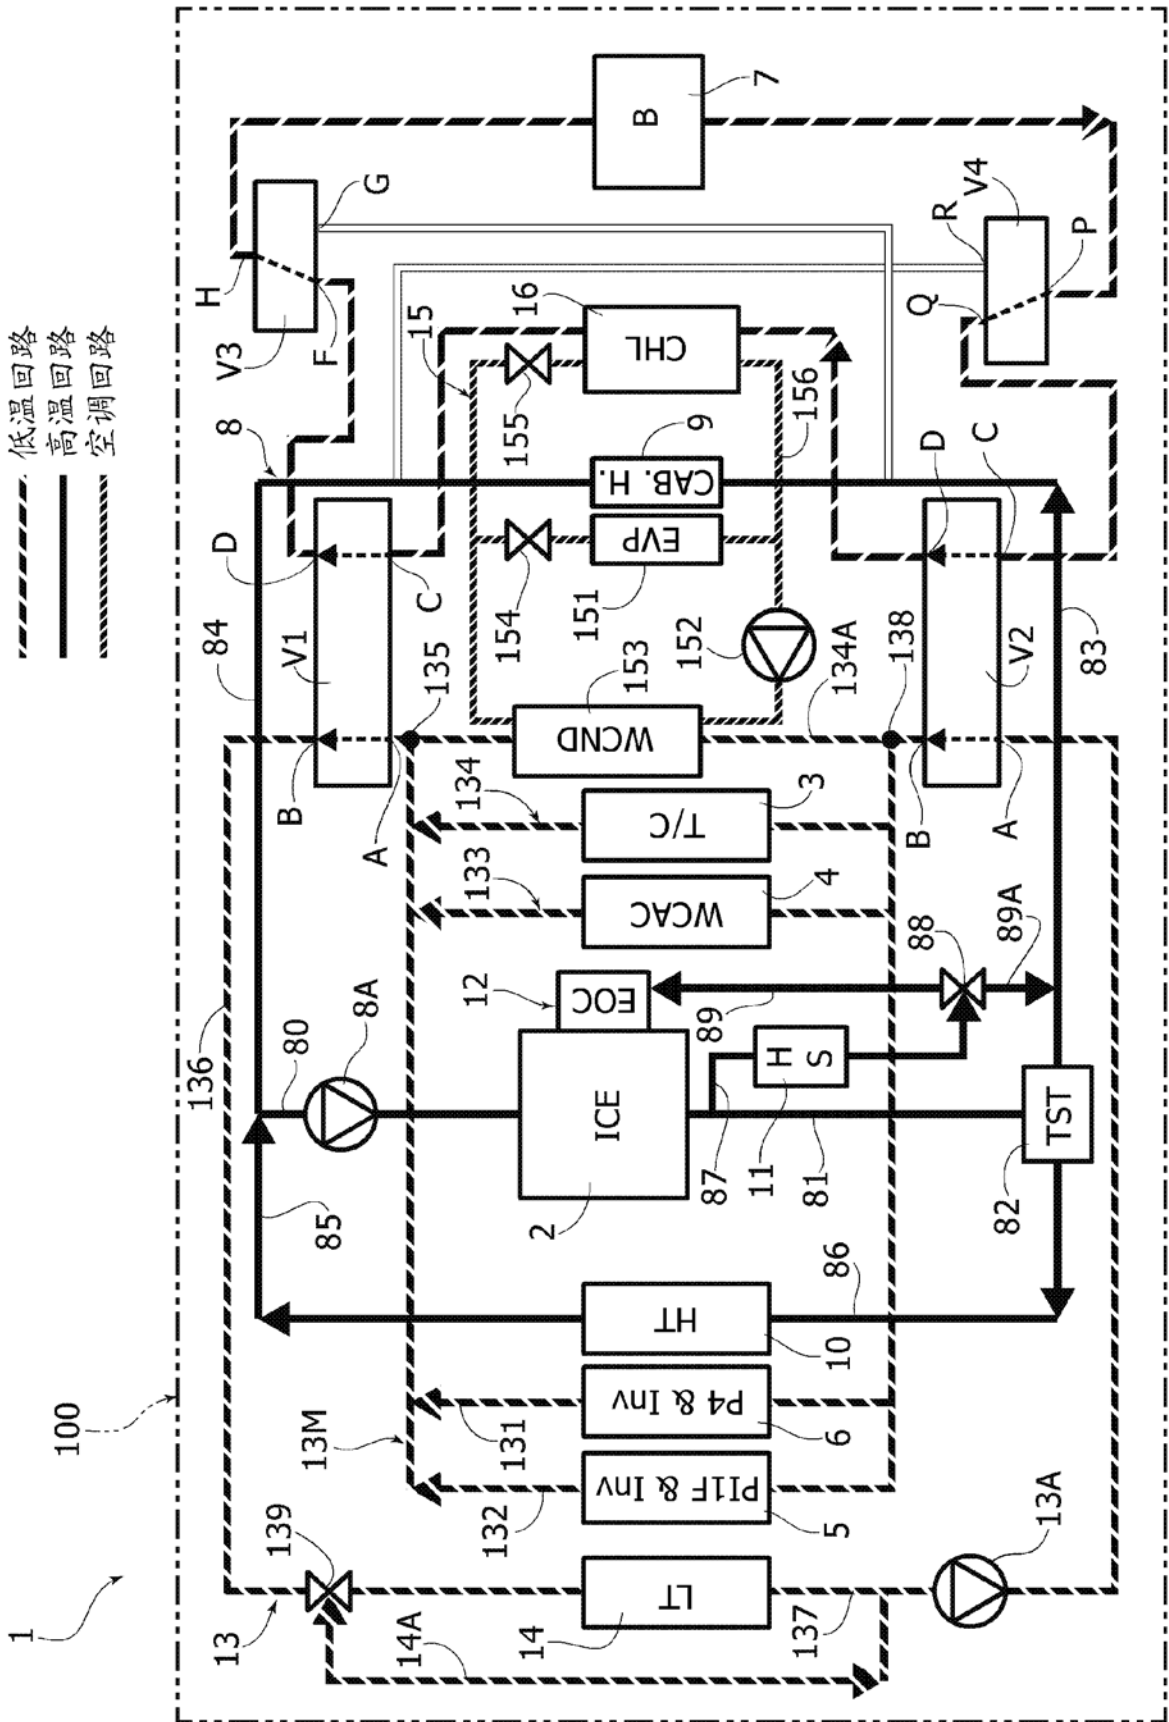 低温回路
高温回路
空调回路
1
100
13
139
14A
14
LT
137
13A
136
13M
132
131
PI1F & Inv
5
P4 & Inv
6
HT
10
86
85
80
8A
ICE
2
12
EOC
87
11
H
S
81
82
TST
88
89
89A
133
134
WCAC
4
T/C
3
84
V1
B
D
A
C
135
WCND
153
152
134A
138
154
EVP
151
CAB. H.
9
8
15
155
CHL
16
156
V2
B
D
A
C
83
V3
H
F
G
B
7
V4
R
Q
P